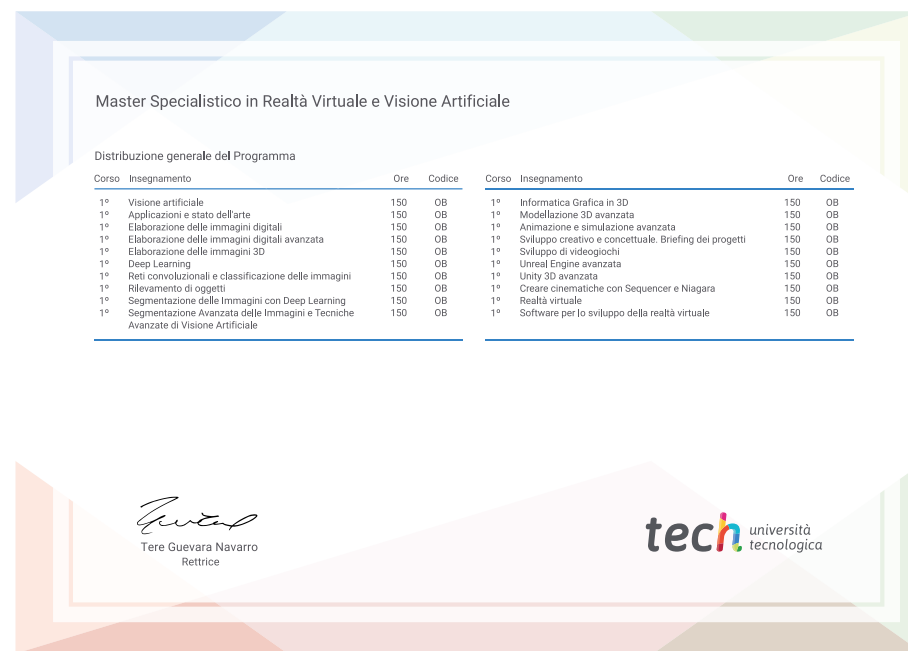 Master Specialistico in Realtà Virtuale e Visione Artificiale
Distribuzione generale del Programma
Corso Insegnamento Ore Codice
1º Visione artificiale 150 OB
1º Applicazioni e stato dell'arte 150 OB
1º Elaborazione delle immagini digitali 150 OB
1º Elaborazione delle immagini digitali avanzata 150 OB
1º Elaborazione delle immagini 3D 150 OB
1º Deep Learning 150 OB
1º Reti convoluzionali e classificazione delle immagini 150 OB
1º Rilevamento di oggetti 150 OB
1º Segmentazione delle Immagini con Deep Learning 150 OB
1º Segmentazione Avanzata delle Immagini e Tecniche 150 OB
Avanzate di Visione Artificiale
Corso Insegnamento Ore Codice
1º Informatica Grafica in 3D 150 OB
1º Modellazione 3D avanzata 150 OB
1º Animazione e simulazione avanzata 150 OB
1º Sviluppo creativo e concettuale. Briefing dei progetti 150 OB
1º Sviluppo di videogiochi 150 OB
1º Unreal Engine avanzata 150 OB
1º Unity 3D avanzata 150 OB
1º Creare cinematiche con Sequencer e Niagara 150 OB
1º Realtà virtuale 150 OB
1º Software per lo sviluppo della realtà virtuale 150 OB
Tere Guevara Navarro
Rettrice
tech università
tecnologica